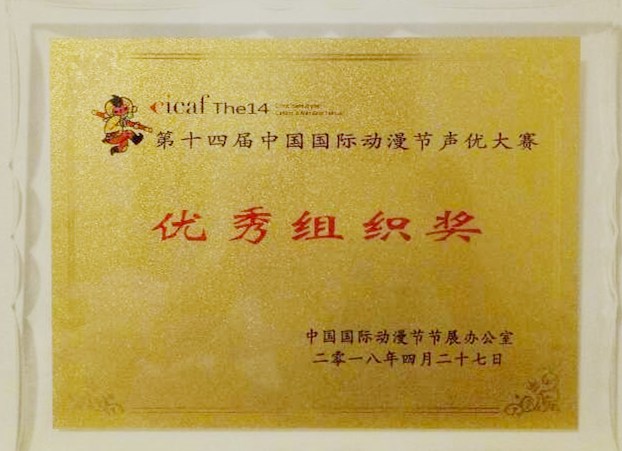 cicaf The14
第十四届中国国际动漫节声优大赛
优秀组织奖
中国国际动漫节节展办公室
二零一八年四月二十七日